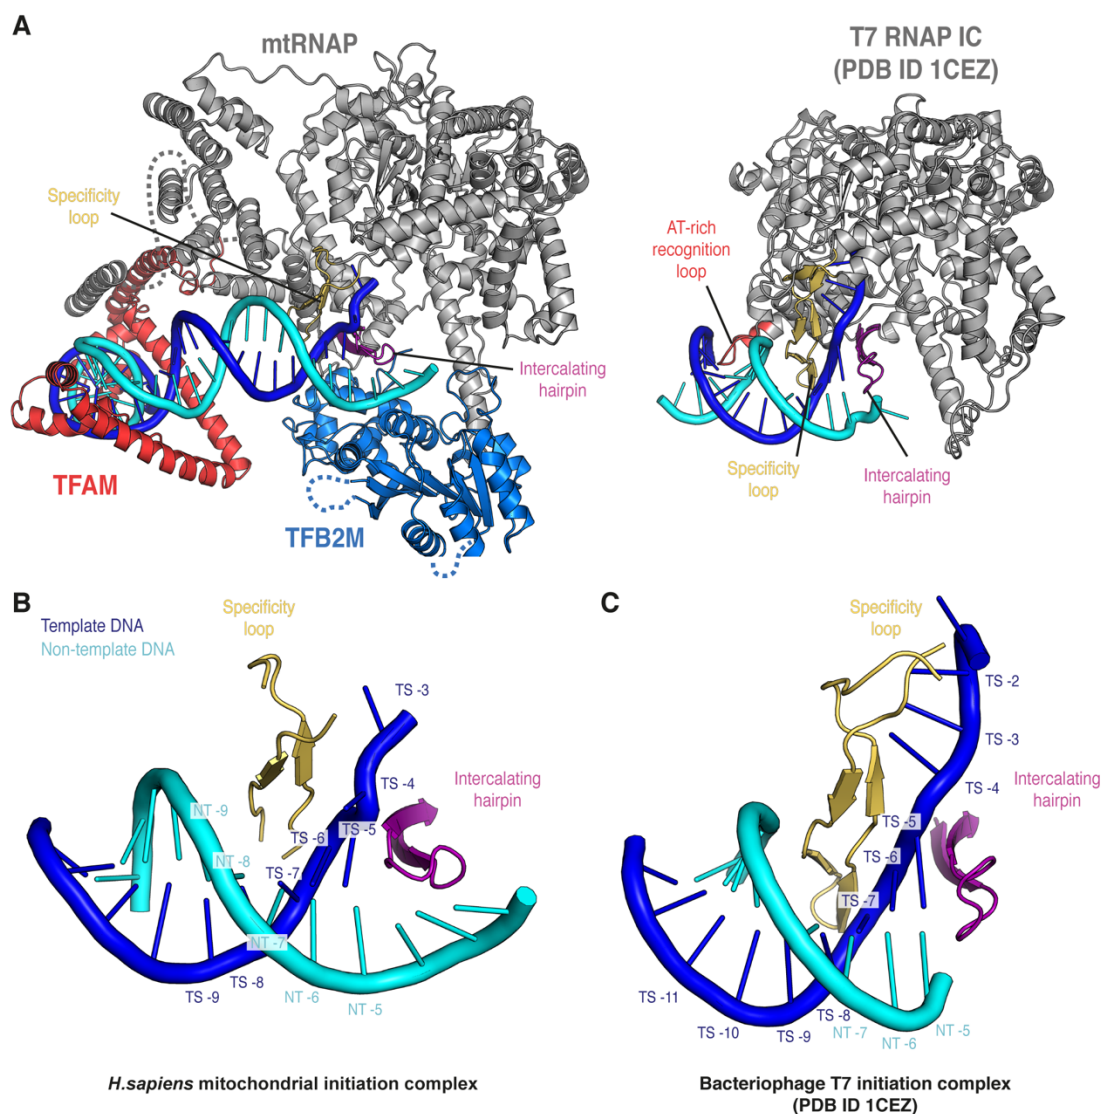 A
mtRNAP
T7 RNAP IC
(PDB ID 1CEZ)
Specificity
loop
AT-rich
recognition
loop
Intercalating
hairpin
TFAM
TFB2M
Specificity
loop
Intercalating
hairpin
B
Template DNA
Non-template DNA
Specificity
loop
TS -3
TS -4
Intercalating
hairpin
NT -9
TS -6
TS -5
NT -8
TS -7
NT -7
TS -8
TS -9
NT -6
NT -5
H.sapiens mitochondrial initiation complex
C
Specificity
loop
TS -2
TS -3
TS -4
Intercalating
hairpin
TS -5
TS -6
TS -7
TS -11
TS -10
TS -9
TS -8
NT -7
NT -6
NT -5
Bacteriophage T7 initiation complex
(PDB ID 1CEZ)